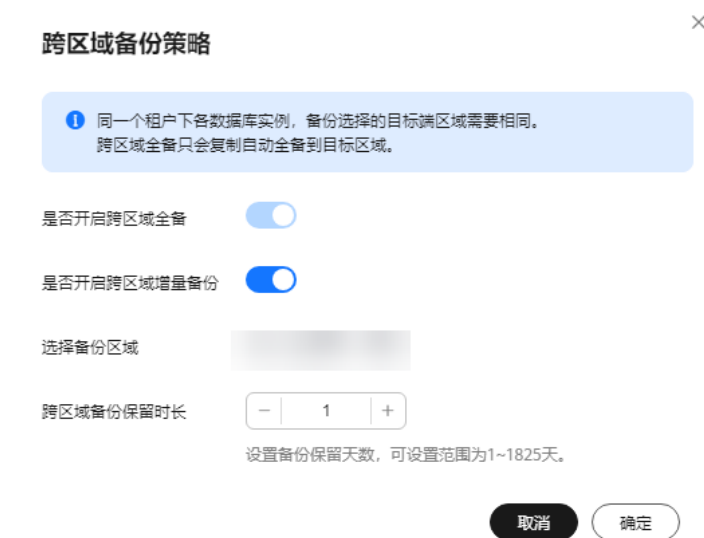 跨区域备份策略
同一个租户下各数据库实例，备份选择的目标端区域需要相同。
跨区域全备只会复制自动全备到目标区域。
是否开启跨区域全备
是否开启跨区域增量备份
选择备份区域
跨区域备份保留时长
1
设置备份保留天数，可设置范围为1~1825天。
取消 确定